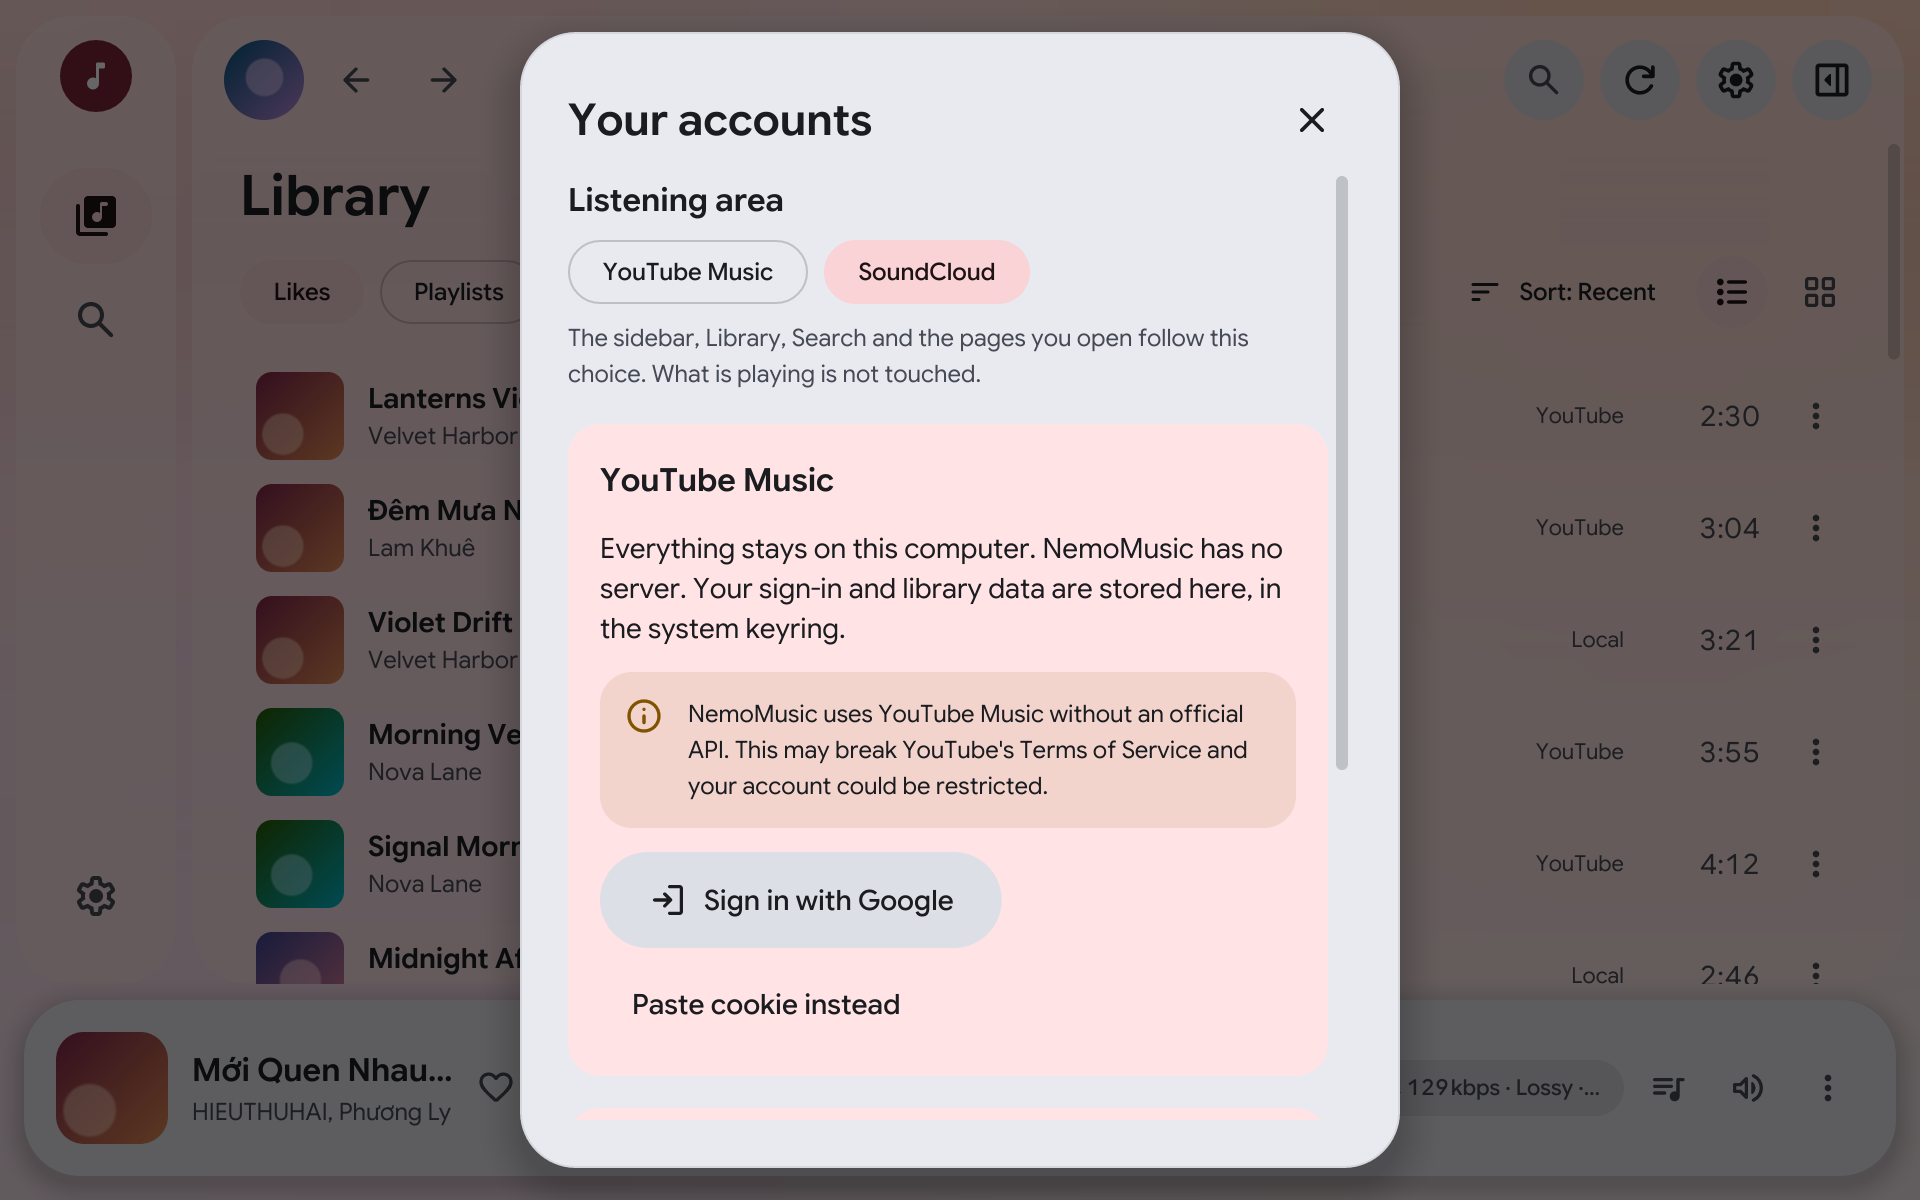 Your accounts
Listening area
YouTube Music
SoundCloud
The sidebar, Library, Search and the pages you open follow this
choice. What is playing is not touched.
YouTube Music
Everything stays on this computer. NemoMusic has no
server. Your sign-in and library data are stored here, in
the system keyring.
NemoMusic uses YouTube Music without an official
API. This may break YouTube's Terms of Service and
your account could be restricted.
Sign in with Google
Paste cookie instead
Library
Likes
Playlists
Sort: Recent
Lanterns
Velvet Harbor
YouTube
2:30
Đêm Mưa
Lam Khuê
YouTube
3:04
Violet Drift
Velvet Harbor
Local
3:21
Morning
Nova Lane
YouTube
3:55
Signal
Nova Lane
YouTube
4:12
Midnight
Local
2:46
Mới Quen Nhau...
HIEUTHUHAI, Phương Ly
129kbps · Lossy ·...